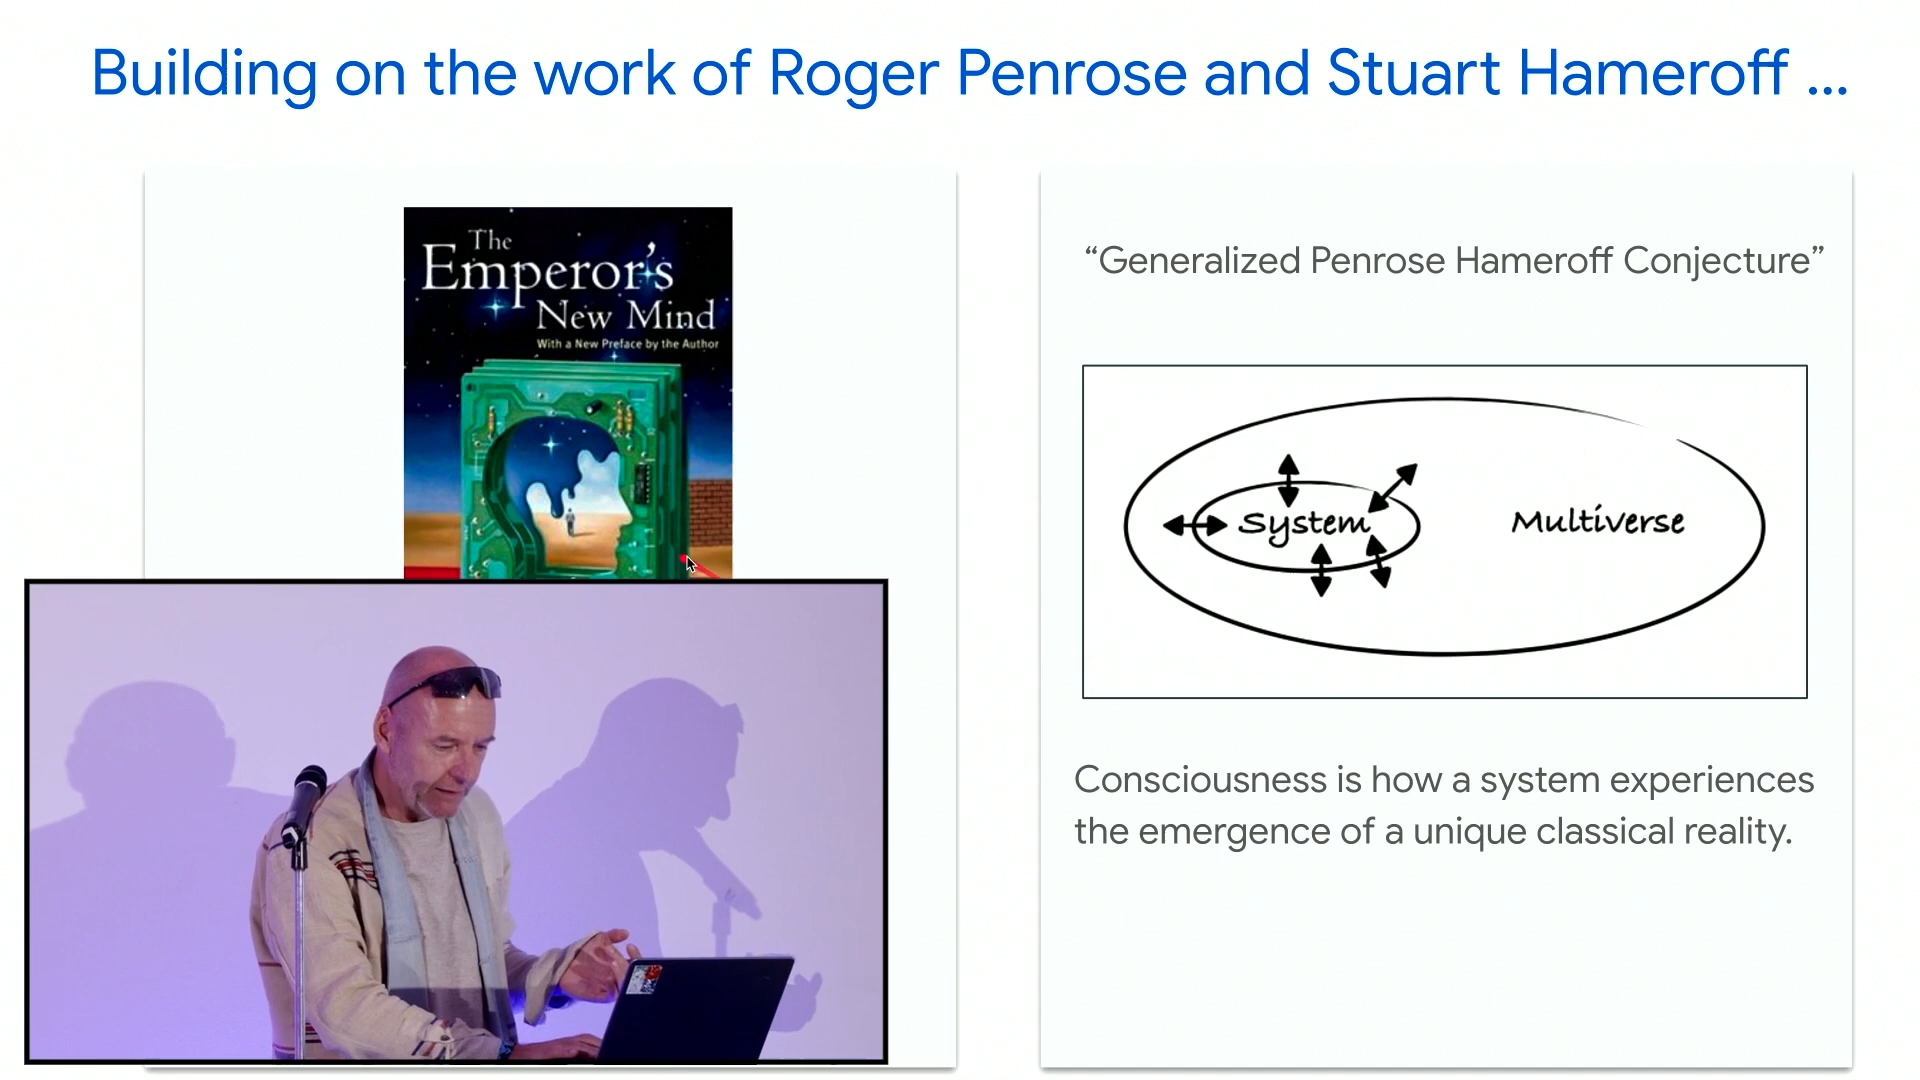 Building on the work of Roger Penrose and Stuart Hameroff ...
The
Emperor's
New Mind
With a New Preface by the Author
“Generalized Penrose Hameroff Conjecture”
System
Multiverse
Consciousness is how a system experiences
the emergence of a unique classical reality.